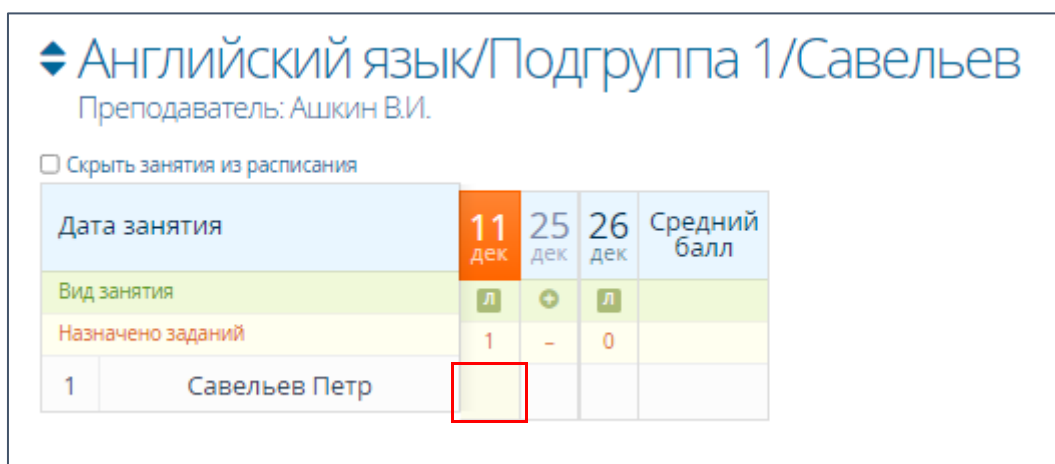 Английский язык/Подгруппа 1/Савельев
Преподаватель: Ашкин В.И.
Скрыть занятия из расписания
Дата занятия 11 дек 25 дек 26 дек Средний балл
Вид занятия Л Л
Назначено заданий 1 – 0
1 Савельев Петр